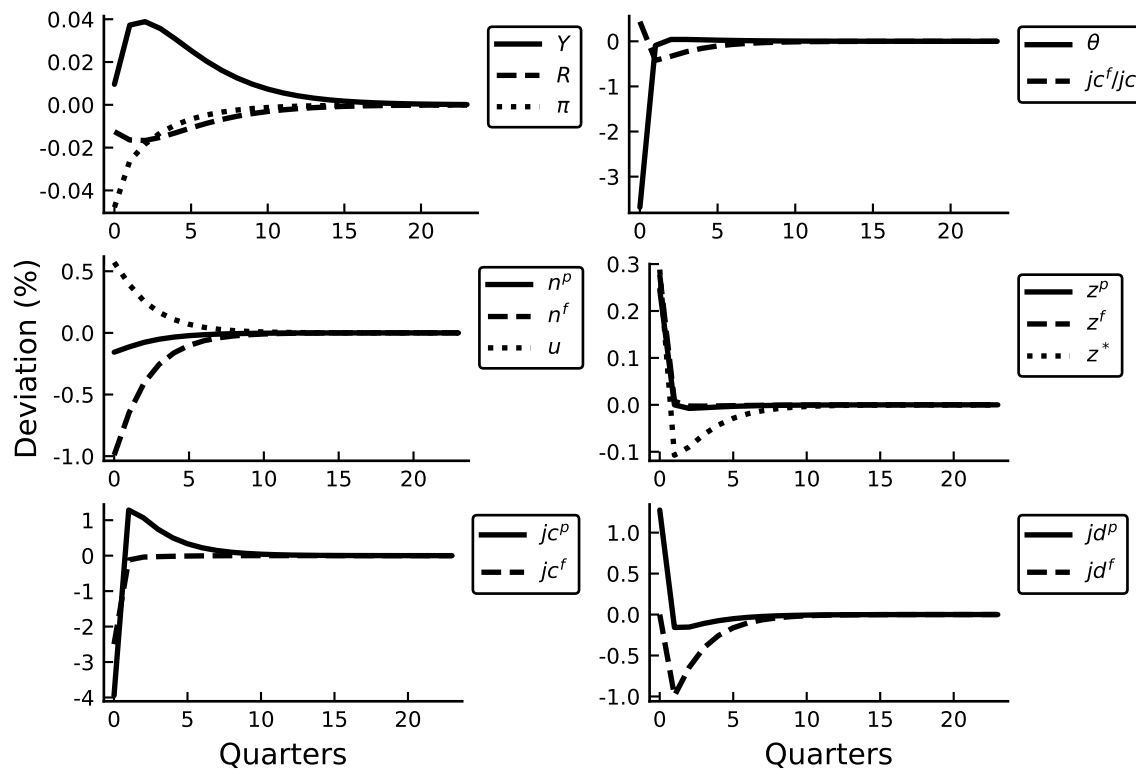 0.04
0.02
0.00
-0.02
-0.04
0 5 10 15 20
Y
R
π
0
-1
-2
-3
0 5 10 15 20
θ
jc^f/jc
Deviation (%)
0.5
0.0
-0.5
-1.0
0 5 10 15 20
n^p
n^f
u
0.3
0.2
0.1
0.0
-0.1
0 5 10 15 20
z^p
z^f
z^*
1
0
-1
-2
-3
-4
0 5 10 15 20
Quarters
jc^p
jc^f
1.0
0.5
0.0
-0.5
-1.0
0 5 10 15 20
Quarters
jd^p
jd^f